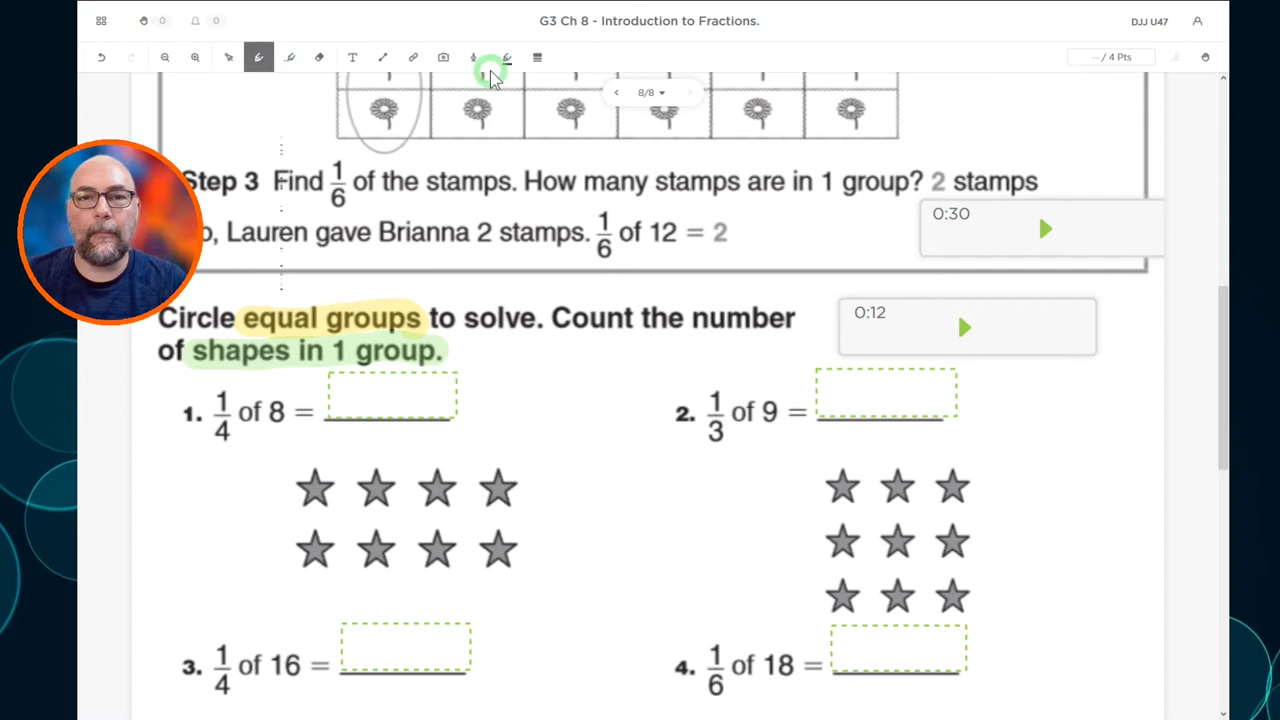 0
0
G3 Ch 8 - Introduction to Fractions.
DJJ U47
-- / 4 Pts
8/8
Step 3 Find 1/6 of the stamps. How many stamps are in 1 group? 2 stamps
0:30
o, Lauren gave Brianna 2 stamps. 1/6 of 12 = 2
Circle equal groups to solve. Count the number
of shapes in 1 group.
0:12
1. 1/4 of 8 =
2. 1/3 of 9 =
3. 1/4 of 16 =
4. 1/6 of 18 =